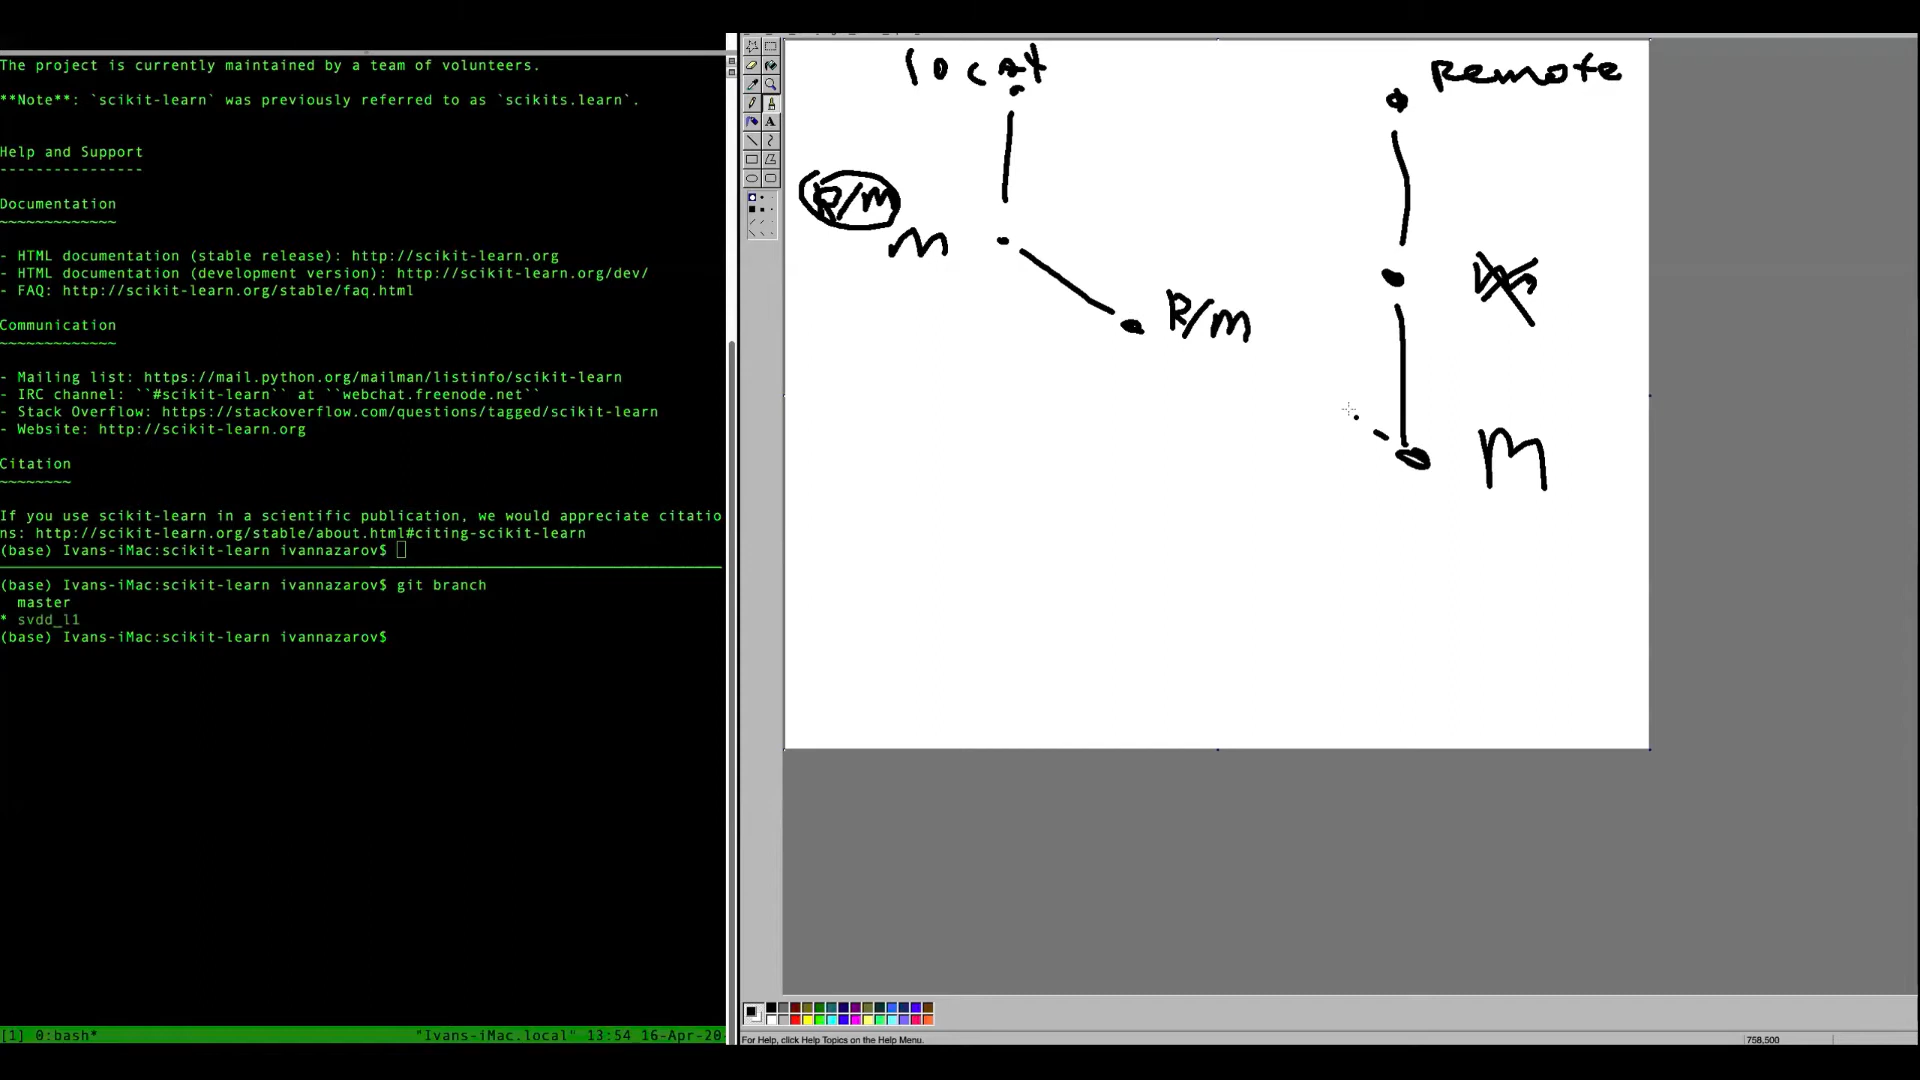 The project is currently maintained by a team of volunteers.
**Note**: `scikit-learn` was previously referred to as `scikits.learn`.
Help and Support
----------------
Documentation
~~~~~~~~~~~~~
- HTML documentation (stable release): http://scikit-learn.org
- HTML documentation (development version): http://scikit-learn.org/dev/
- FAQ: http://scikit-learn.org/stable/faq.html
Communication
~~~~~~~~~~~~~
- Mailing list: https://mail.python.org/mailman/listinfo/scikit-learn
- IRC channel: ``#scikit-learn`` at ``webchat.freenode.net``
- Stack Overflow: https://stackoverflow.com/questions/tagged/scikit-learn
- Website: http://scikit-learn.org
Citation
~~~~~~~~
If you use scikit-learn in a scientific publication, we would appreciate citatio
ns: http://scikit-learn.org/stable/about.html#citing-scikit-learn
(base) Ivans-iMac:scikit-learn ivannazarov$
(base) Ivans-iMac:scikit-learn ivannazarov$ git branch
master
* svdd_l1
(base) Ivans-iMac:scikit-learn ivannazarov$
[1] 0:bash* "Ivans-iMac.local" 13:54 16-Apr-20
local
Remote
R/m
m
R/m
M
A
For Help, click Help Topics on the Help Menu.
758,500